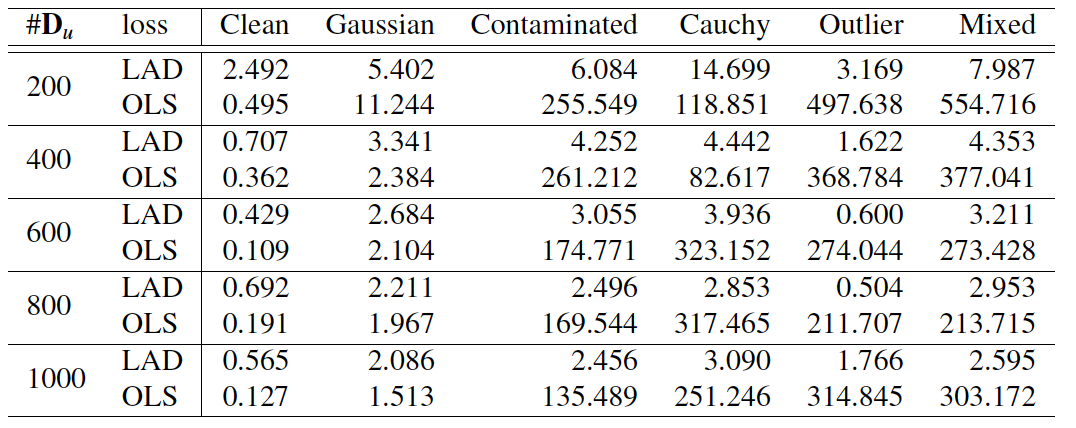 #Du loss Clean Gaussian Contaminated Cauchy Outlier Mixed
200 LAD 2.492 5.402 6.084 14.699 3.169 7.987
OLS 0.495 11.244 255.549 118.851 497.638 554.716
400 LAD 0.707 3.341 4.252 4.442 1.622 4.353
OLS 0.362 2.384 261.212 82.617 368.784 377.041
600 LAD 0.429 2.684 3.055 3.936 0.600 3.211
OLS 0.109 2.104 174.771 323.152 274.044 273.428
800 LAD 0.692 2.211 2.496 2.853 0.504 2.953
OLS 0.191 1.967 169.544 317.465 211.707 213.715
1000 LAD 0.565 2.086 2.456 3.090 1.766 2.595
OLS 0.127 1.513 135.489 251.246 314.845 303.172